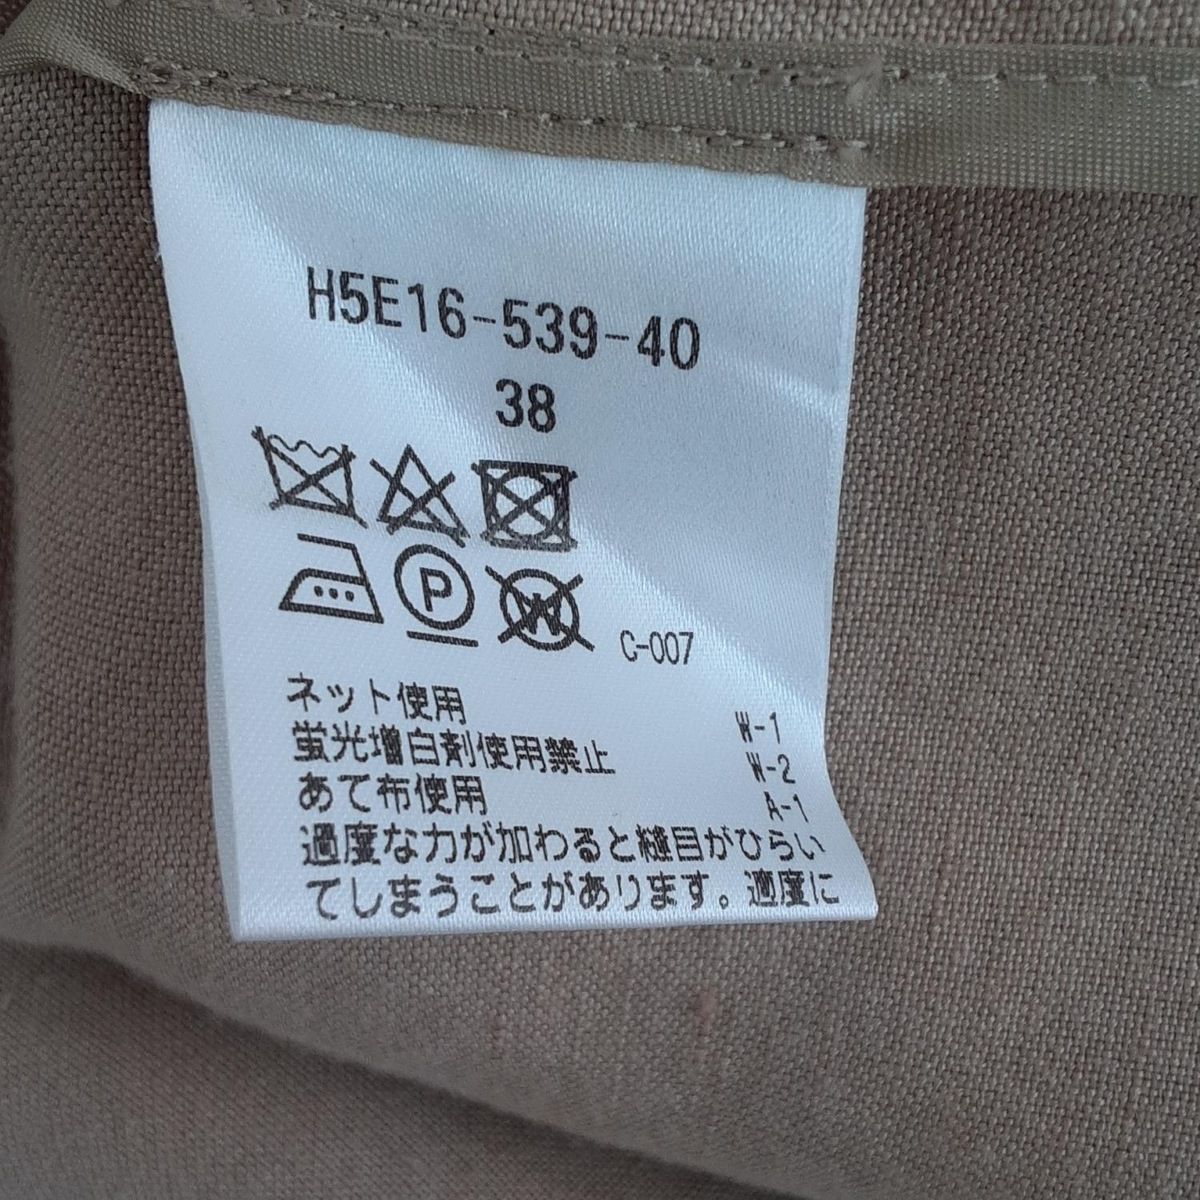 H5E16-539-40
38
P
W
C-007
ネット使用 W-1
蛍光増白剤使用禁止 W-2
あて布使用 A-1
過度な力が加わると縫目がひらい
てしまうことがあります。適度に